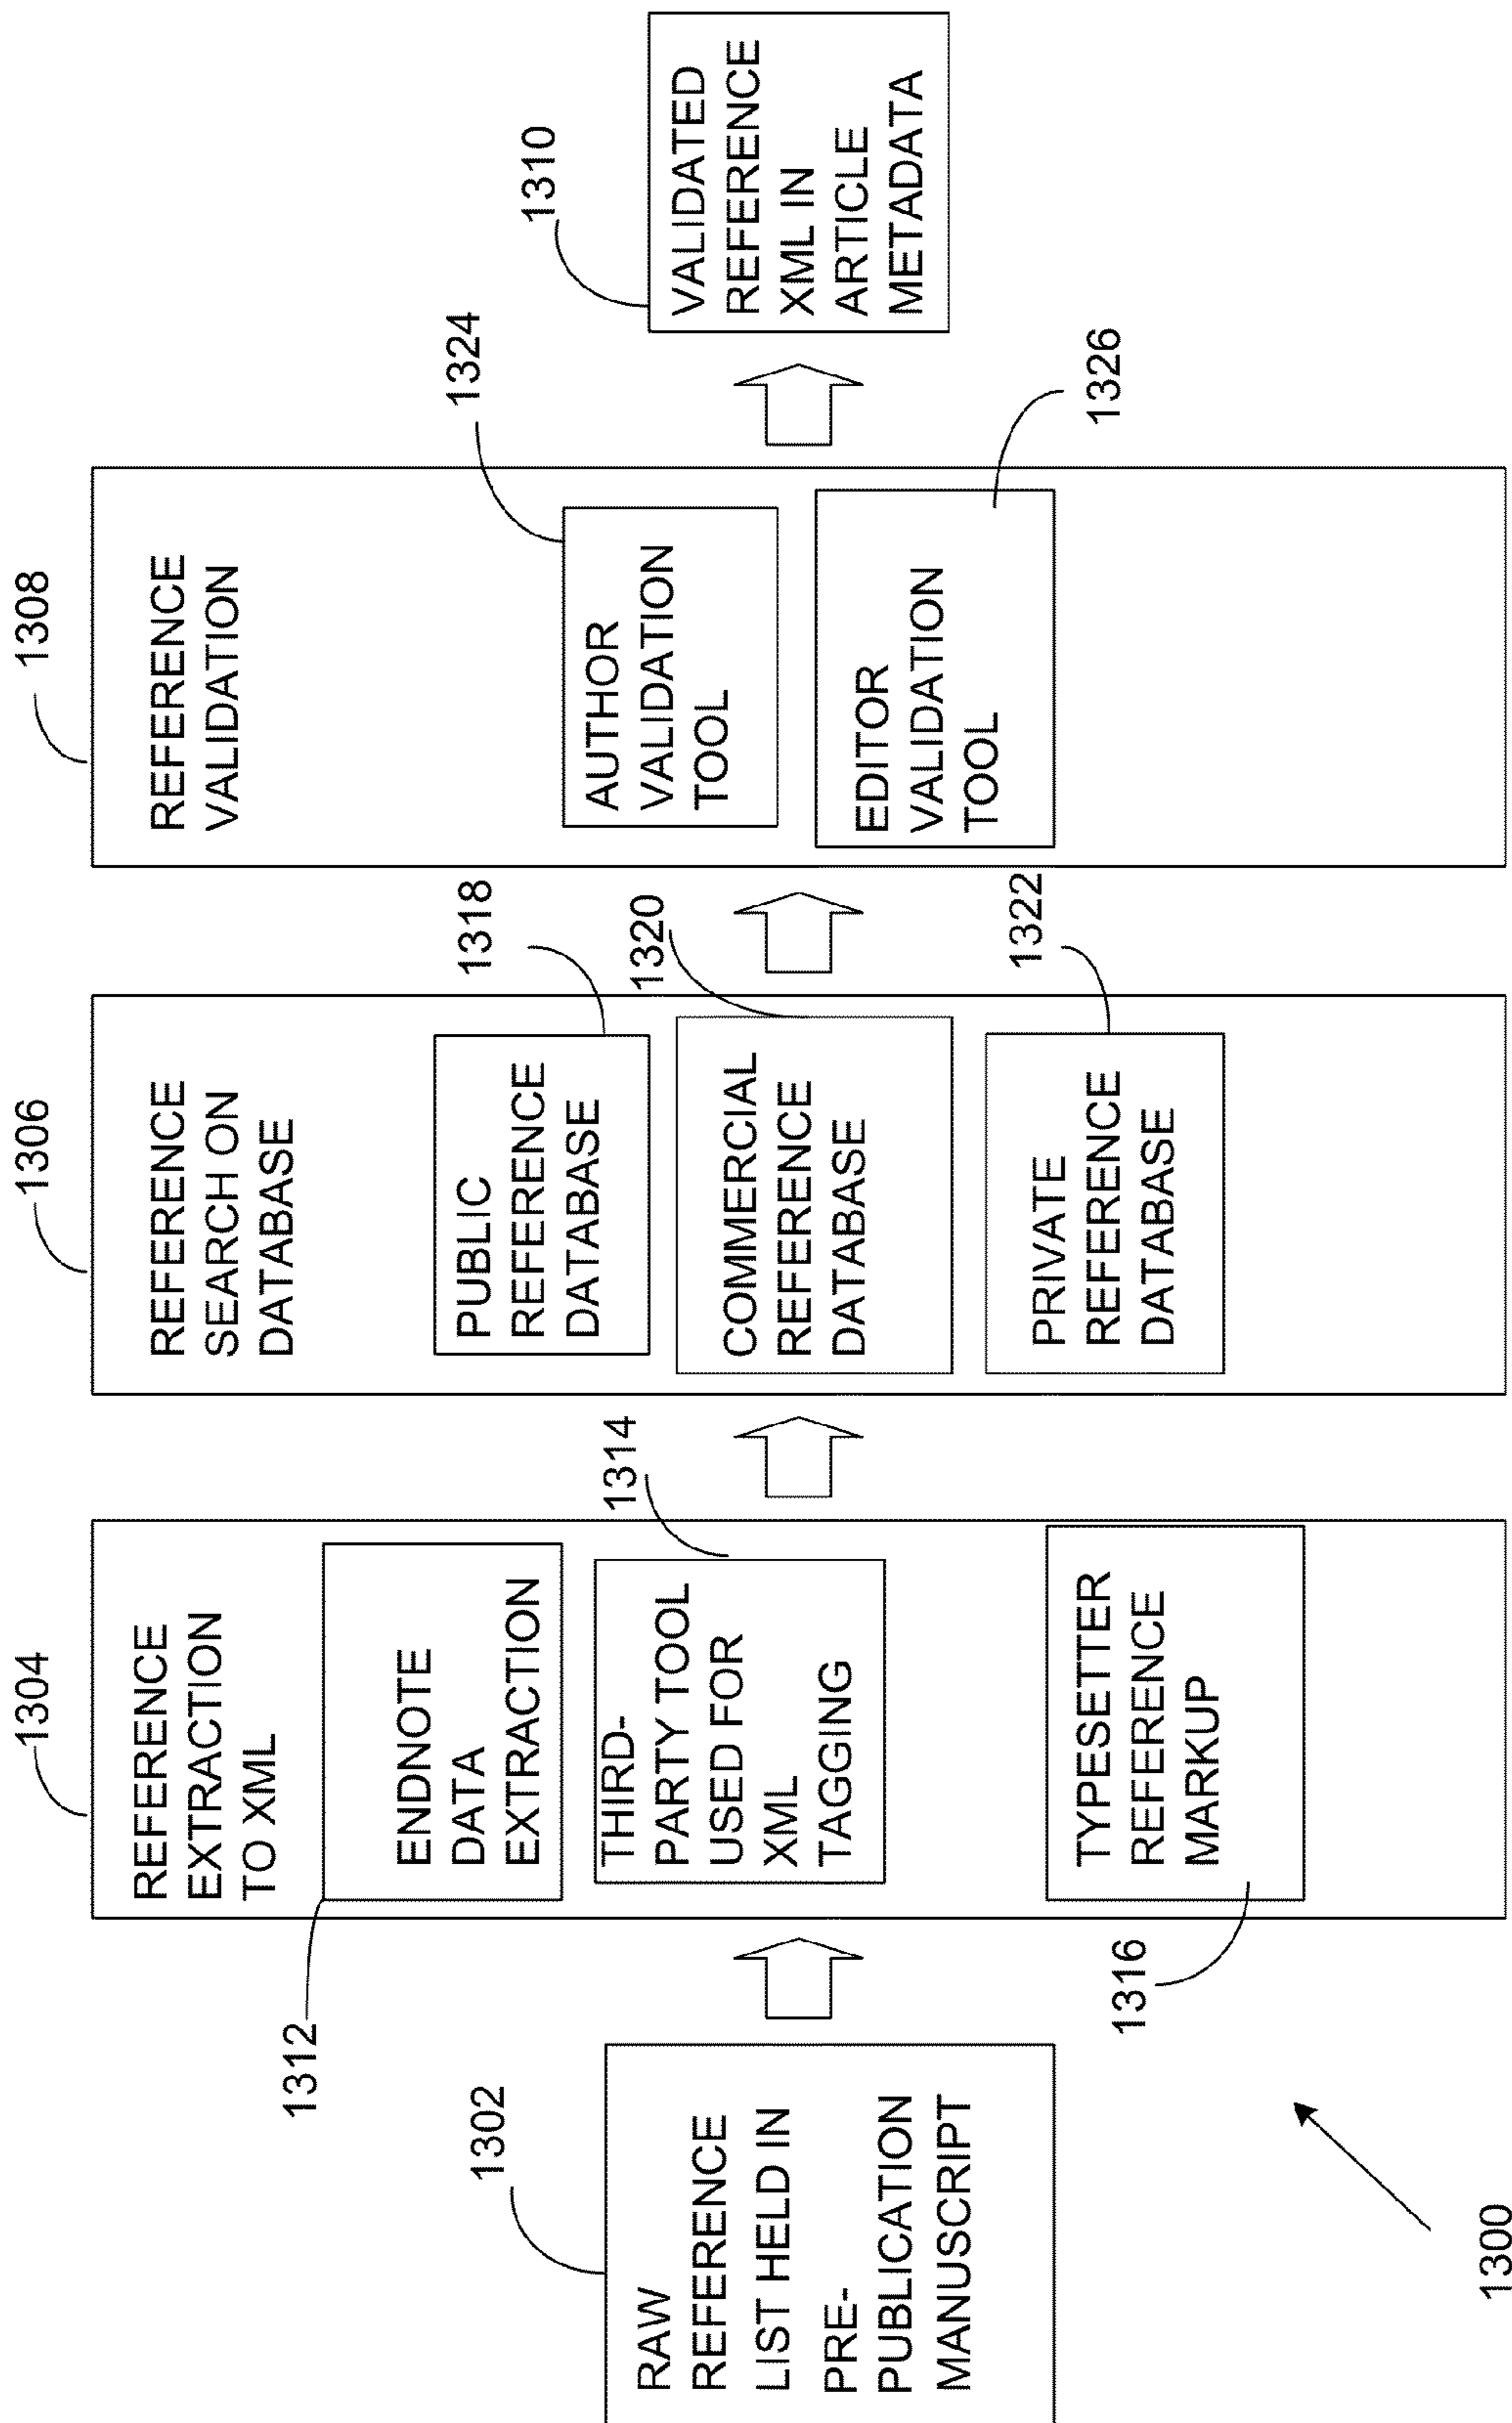 1302
RAW
REFERENCE
LIST HELD IN
PRE-
PUBLICATION
MANUSCRIPT
1304
REFERENCE
EXTRACTION
TO XML
1312
ENDNOTE
DATA
EXTRACTION
1314
THIRD-
PARTY TOOL
USED FOR
XML
TAGGING
1316
TYPESETTER
REFERENCE
MARKUP
1306
REFERENCE
SEARCH ON
DATABASE
1318
PUBLIC
REFERENCE
DATABASE
1320
COMMERCIAL
REFERENCE
DATABASE
1322
PRIVATE
REFERENCE
DATABASE
1308
REFERENCE
VALIDATION
1324
AUTHOR
VALIDATION
TOOL
1326
EDITOR
VALIDATION
TOOL
1310
VALIDATED
REFERENCE
XML IN
ARTICLE
METADATA
1300